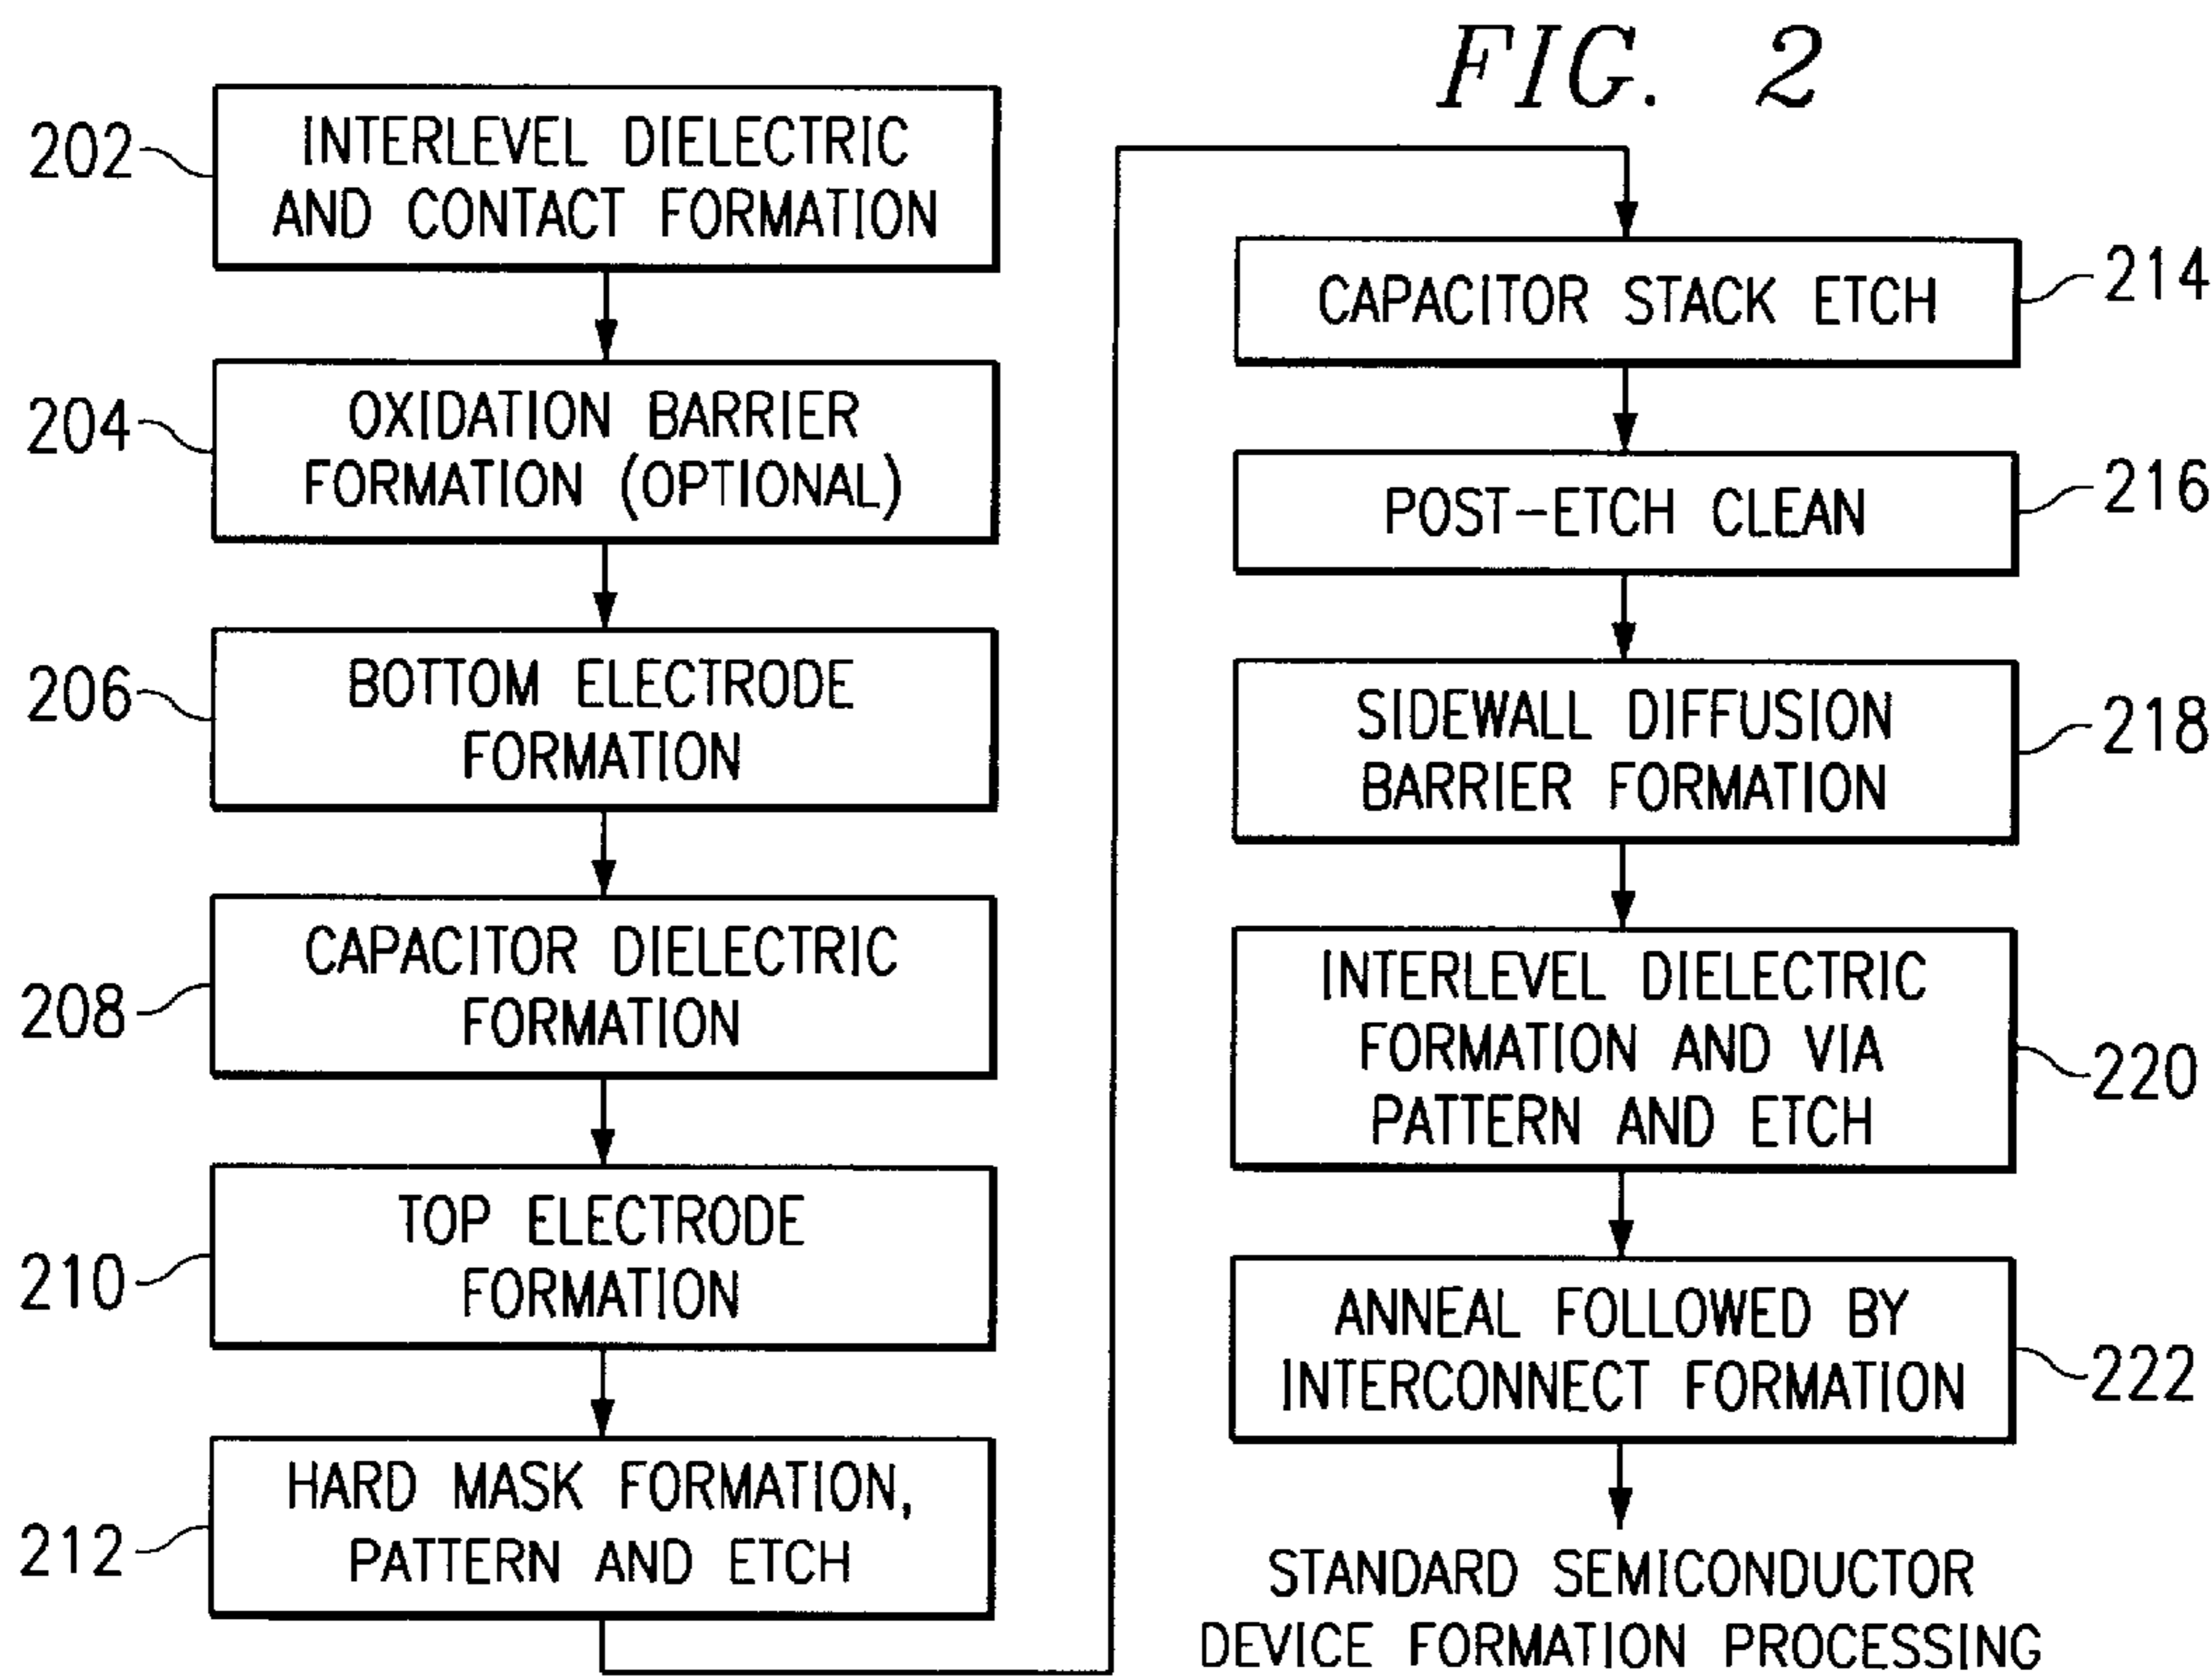 FIG. 2
202
INTERLEVEL DIELECTRIC
AND CONTACT FORMATION
204
OXIDATION BARRIER
FORMATION (OPTIONAL)
206
BOTTOM ELECTRODE
FORMATION
208
CAPACITOR DIELECTRIC
FORMATION
210
TOP ELECTRODE
FORMATION
212
HARD MASK FORMATION,
PATTERN AND ETCH
CAPACITOR STACK ETCH
214
POST-ETCH CLEAN
216
SIDEWALL DIFFUSION
BARRIER FORMATION
218
INTERLEVEL DIELECTRIC
FORMATION AND VIA
PATTERN AND ETCH
220
ANNEAL FOLLOWED BY
INTERCONNECT FORMATION
222
STANDARD SEMICONDUCTOR
DEVICE FORMATION PROCESSING